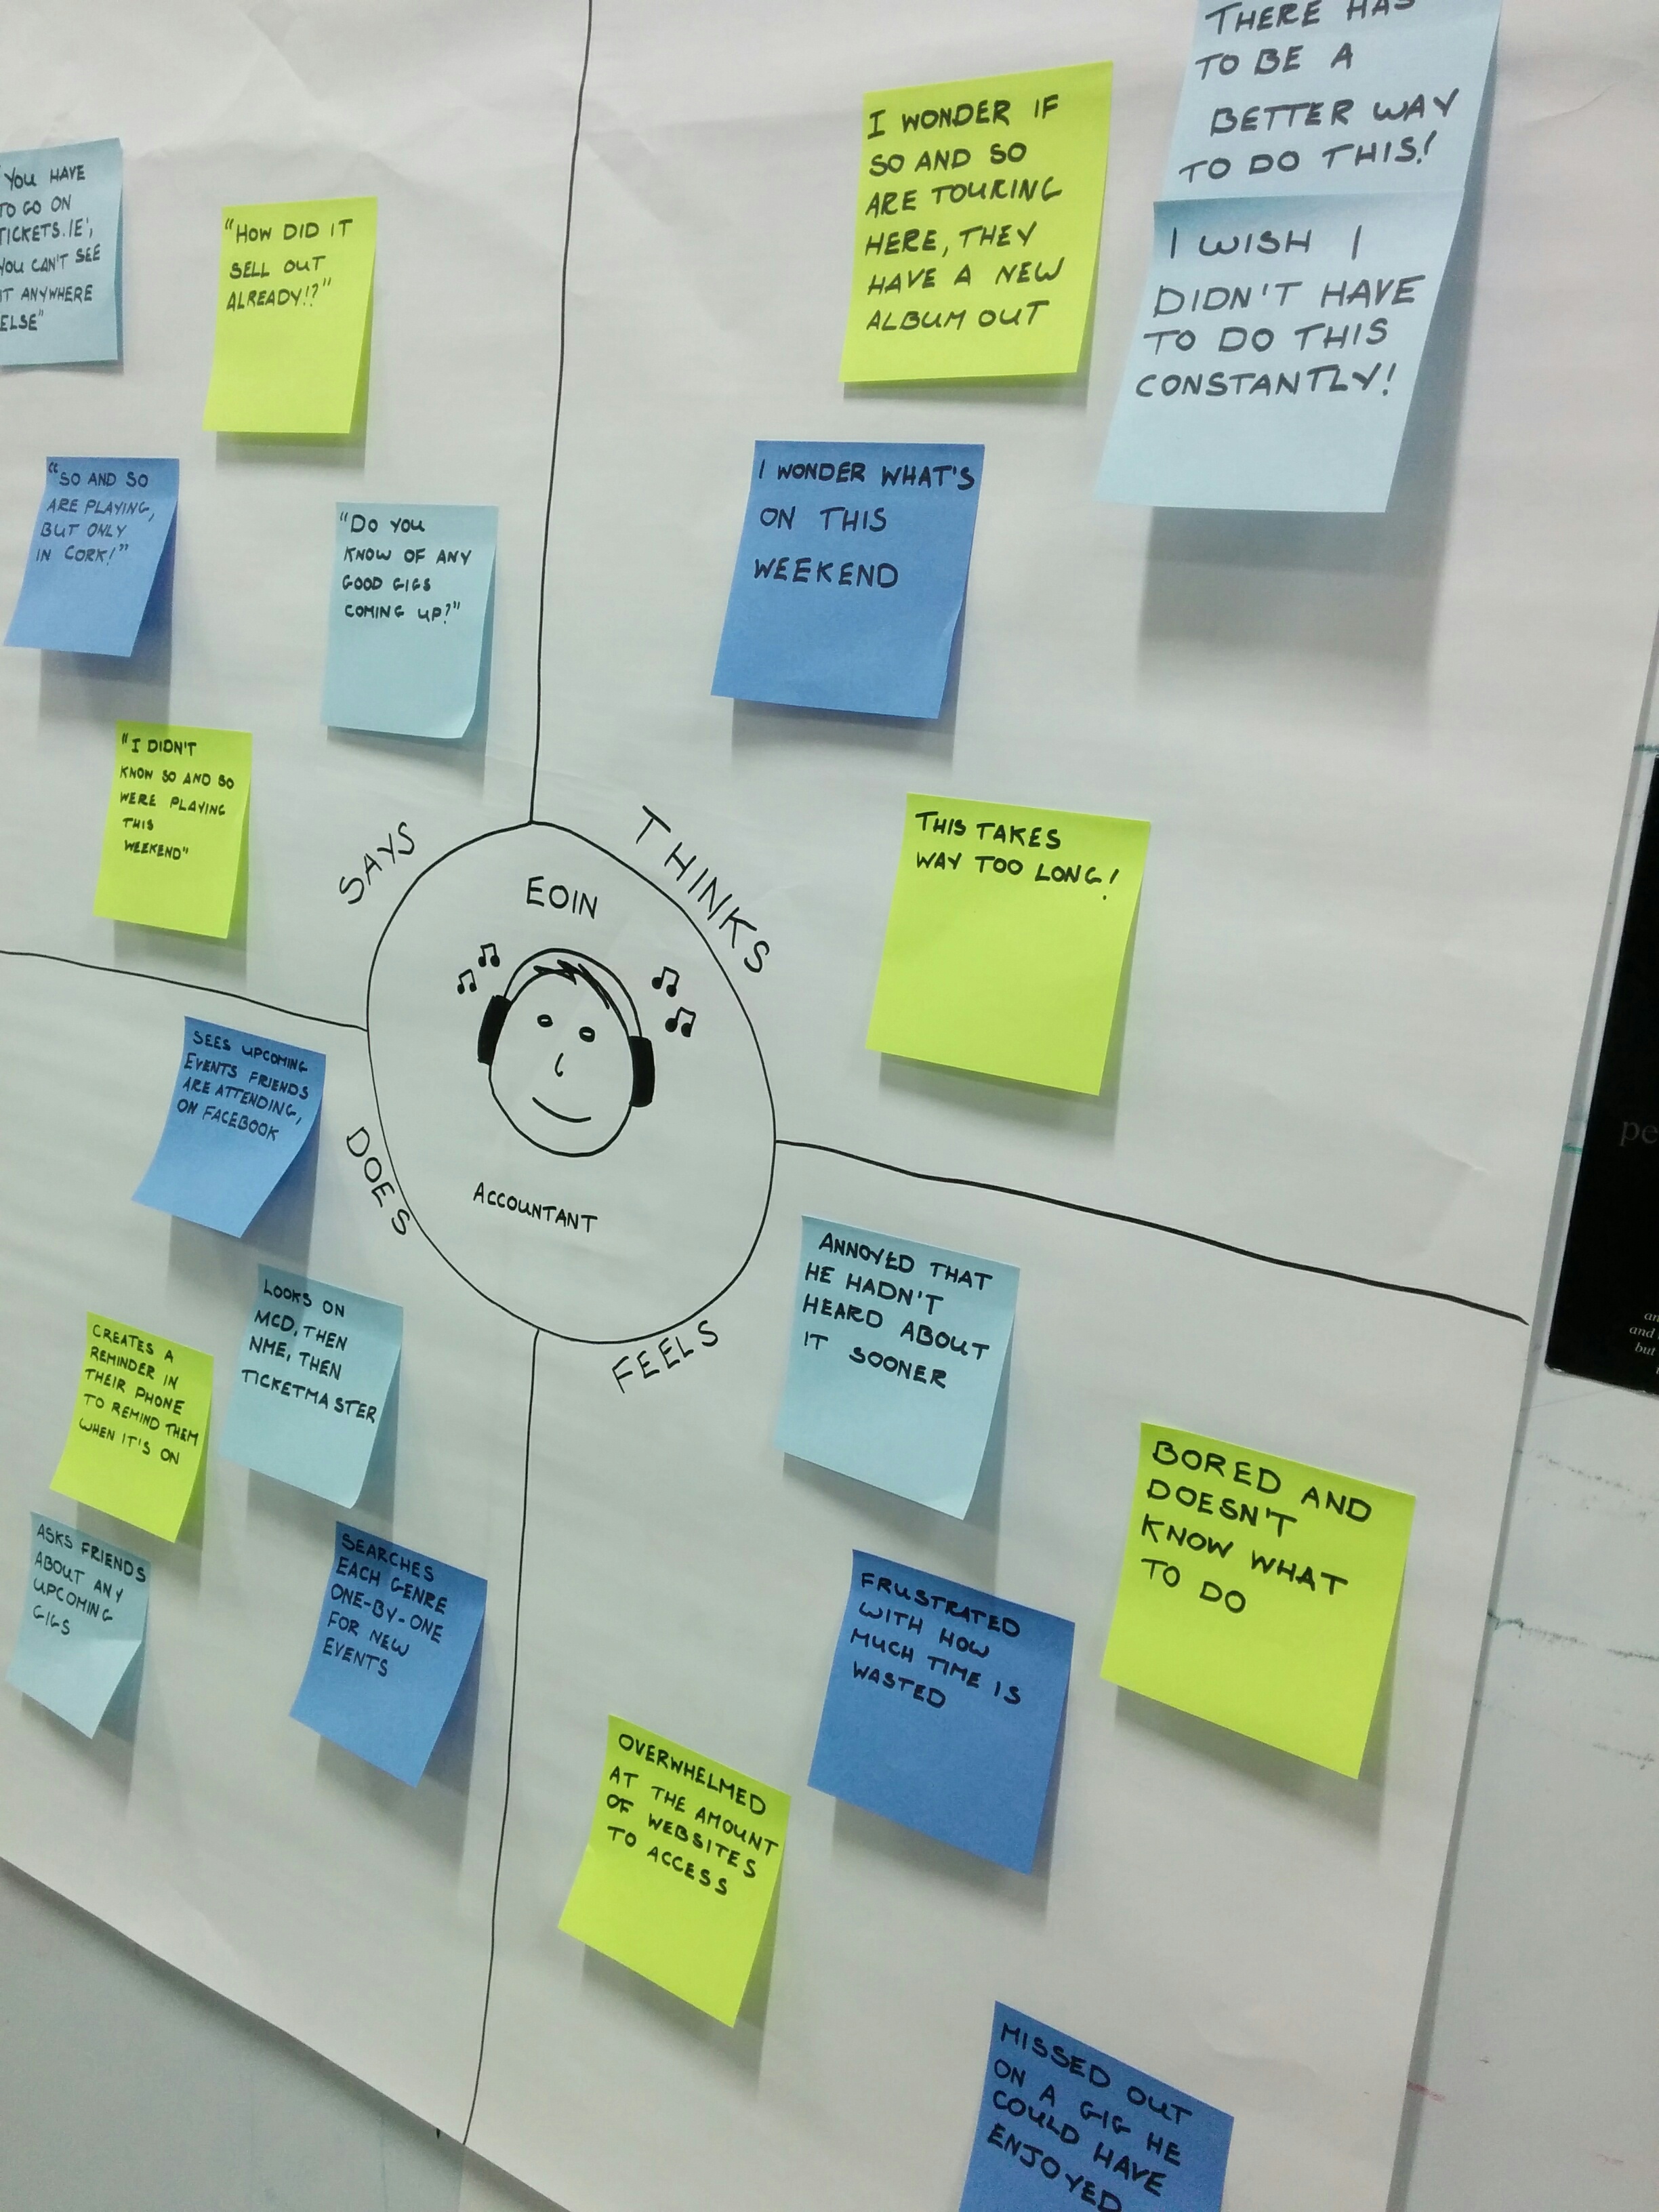 "YOU HAVE
TO GO ON
TICKETS.IE',
YOU CAN'T SEE
IT ANYWHERE
ELSE"
"HOW DID IT
SELL OUT
ALREADY!?"
"SO AND SO
ARE PLAYING,
BUT ONLY
IN CORK!"
"DO YOU
KNOW OF ANY
GOOD GIGS
COMING UP?"
"I DIDN'T
KNOW SO AND SO
WERE PLAYING
THIS
WEEKEND"
SAYS
THINKS
I WONDER IF
SO AND SO
ARE TOURING
HERE, THEY
HAVE A NEW
ALBUM OUT
THERE HAS
TO BE A
BETTER WAY
TO DO THIS!
I WISH I
DIDN'T HAVE
TO DO THIS
CONSTANTLY!
I WONDER WHAT'S
ON THIS
WEEKEND
THIS TAKES
WAY TOO LONG!
EOIN
ACCOUNTANT
DOES
SEES UPCOMING
EVENTS FRIENDS
ARE ATTENDING,
ON FACEBOOK
LOOKS ON
MCD, THEN
NME, THEN
TICKETMASTER
CREATES A
REMINDER IN
THEIR PHONE
TO REMIND THEM
WHEN IT'S ON
ASKS FRIENDS
ABOUT ANY
UPCOMING
GIGS
SEARCHES
EACH GENRE
ONE-BY-ONE
FOR NEW
EVENTS
FEELS
ANNOYED THAT
HE HADN'T
HEARD ABOUT
IT SOONER
BORED AND
DOESN'T
KNOW WHAT
TO DO
FRUSTRATED
WITH HOW
MUCH TIME IS
WASTED
OVERWHELMED
AT THE AMOUNT
OF WEBSITES
TO ACCESS
MISSED OUT
ON A GIG HE
COULD HAVE
ENJOYED
pe
and
but